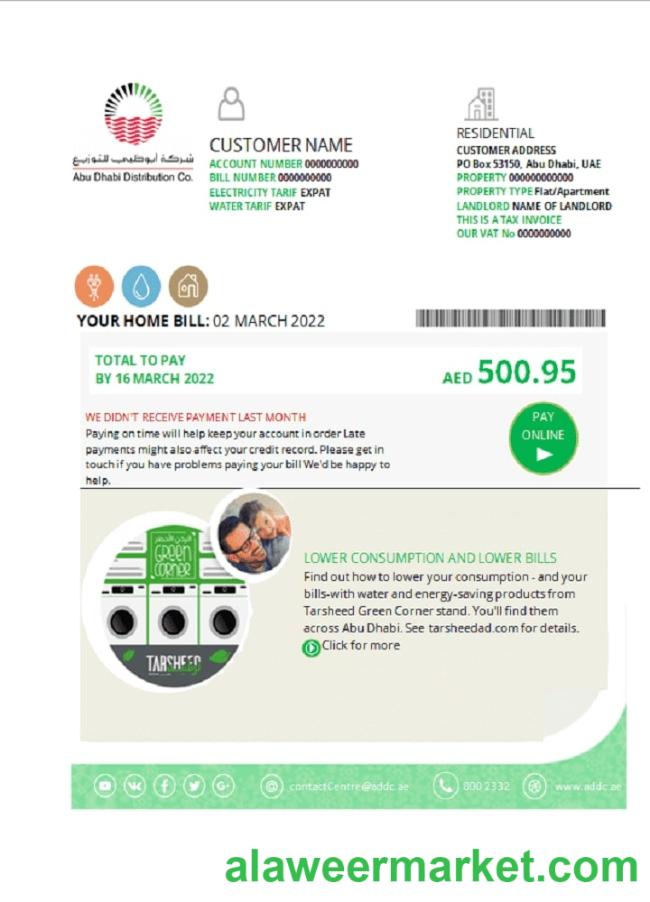 شركة أبوظبي للتوزيع
Abu Dhabi Distribution Co.
CUSTOMER NAME
ACCOUNT NUMBER 0000000000
BILL NUMBER 0000000000
ELECTRICITY TARIF EXPAT
WATER TARIF EXPAT
RESIDENTIAL
CUSTOMER ADDRESS
PO Box 53150, Abu Dhabi, UAE
PROPERTY 000000000000
PROPERTY TYPE Flat/Apartment
LANDLORD NAME OF LANDLORD
THIS IS A TAX INVOICE
OUR VAT No 0000000000
YOUR HOME BILL: 02 MARCH 2022
TOTAL TO PAY
BY 16 MARCH 2022
AED 500.95
WE DIDN'T RECEIVE PAYMENT LAST MONTH
Paying on time will help keep your account in order Late
payments might also affect your credit record. Please get in
touch if you have problems paying your bill We'd be happy to
help.
PAY
ONLINE
GREEN
CORNER
TARSHEED
LOWER CONSUMPTION AND LOWER BILLS
Find out how to lower your consumption - and your
bills-with water and energy-saving products from
Tarsheed Green Corner stand. You'll find them
across Abu Dhabi. See tarsheedad.com for details.
Click for more
contactCentre@addc.ae
800 2332
www.addc.ae
alaweermarket.com